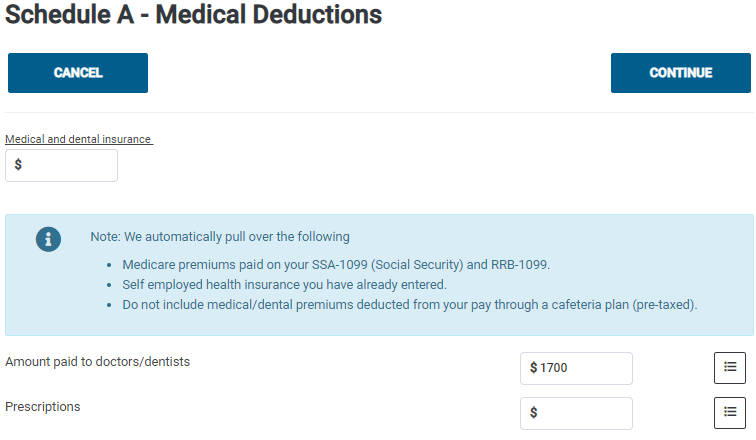 Schedule A - Medical Deductions
CANCEL
CONTINUE
Medical and dental insurance
$
Note: We automatically pull over the following
• Medicare premiums paid on your SSA-1099 (Social Security) and RRB-1099.
• Self employed health insurance you have already entered.
• Do not include medical/dental premiums deducted from your pay through a cafeteria plan (pre-taxed).
Amount paid to doctors/dentists
$ 1700
Prescriptions
$